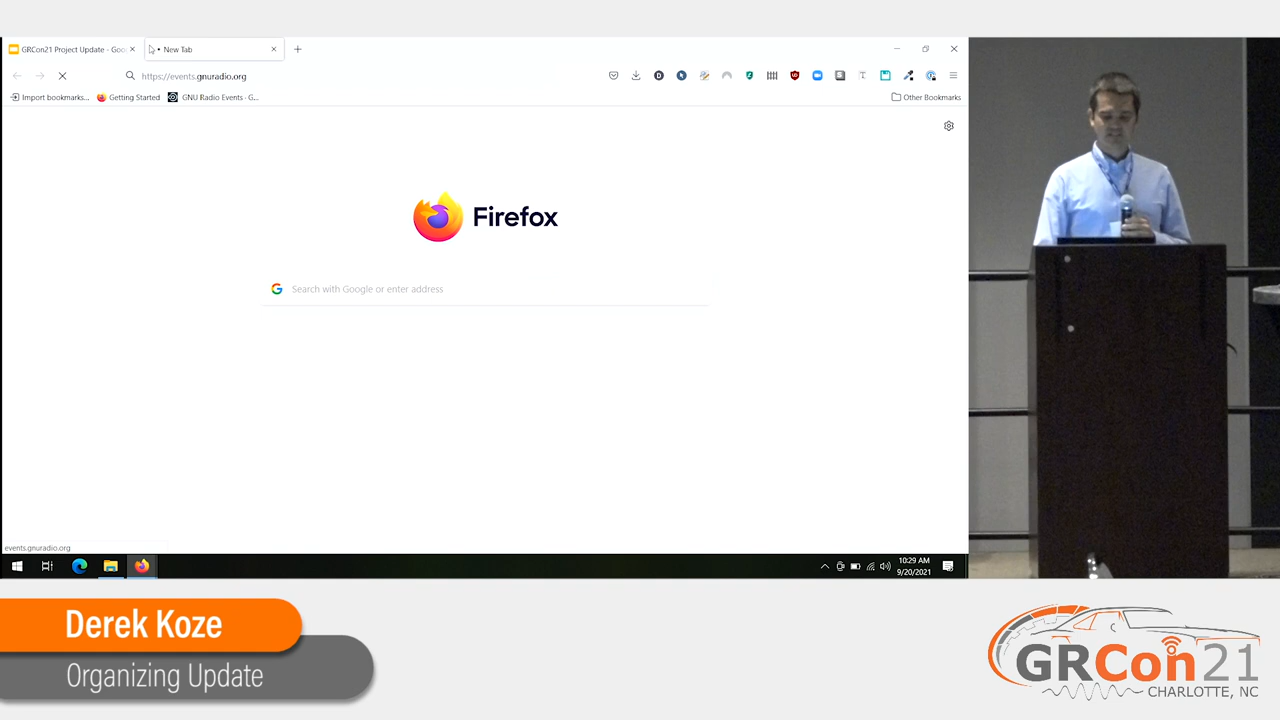 GRCon21 Project Update - Goo
New Tab
https://events.gnuradio.org
Import bookmarks...
Getting Started
GNU Radio Events · G...
Other Bookmarks
Firefox
Search with Google or enter address
events.gnuradio.org
10:29 AM
9/20/2021
Derek Koze
Organizing Update
GRCon21
CHARLOTTE, NC